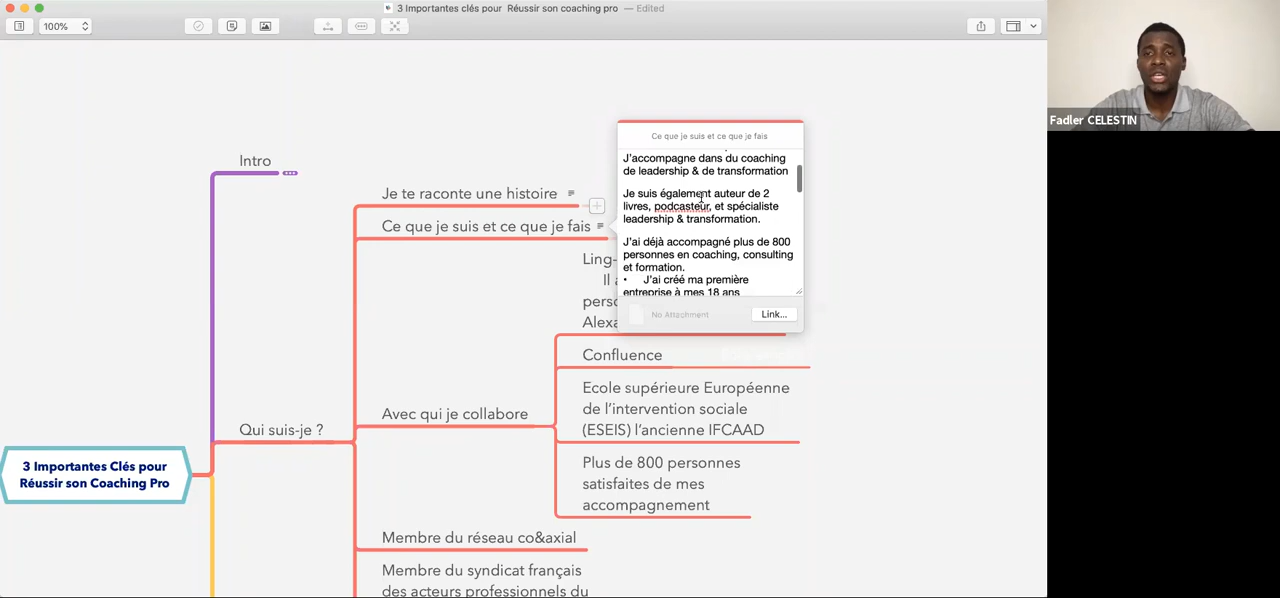 3 Importantes clés pour Réussir son coaching pro — Edited
100%
Fadler CELESTIN
Intro
Je te raconte une histoire
Ce que je suis et ce que je fais
Ce que je suis et ce que je fais
J'accompagne dans du coaching
de leadership & de transformation
Je suis également auteur de 2
livres, podcasteur, et spécialiste
leadership & transformation.
J'ai déjà accompagné plus de 800
personnes en coaching, consulting
et formation.
• J'ai créé ma première
entreprise à mes 18 ans
No Attachment
Link...
Ling-
Il a
perso
Alexa
Confluence
Avec qui je collabore
Ecole supérieure Européenne
de l'intervention sociale
(ESEIS) l'ancienne IFCAAD
Qui suis-je ?
Plus de 800 personnes
satisfaites de mes
accompagnement
3 Importantes Clés pour
Réussir son Coaching Pro
Membre du réseau co&axial
Membre du syndicat français
des acteurs professionnels du